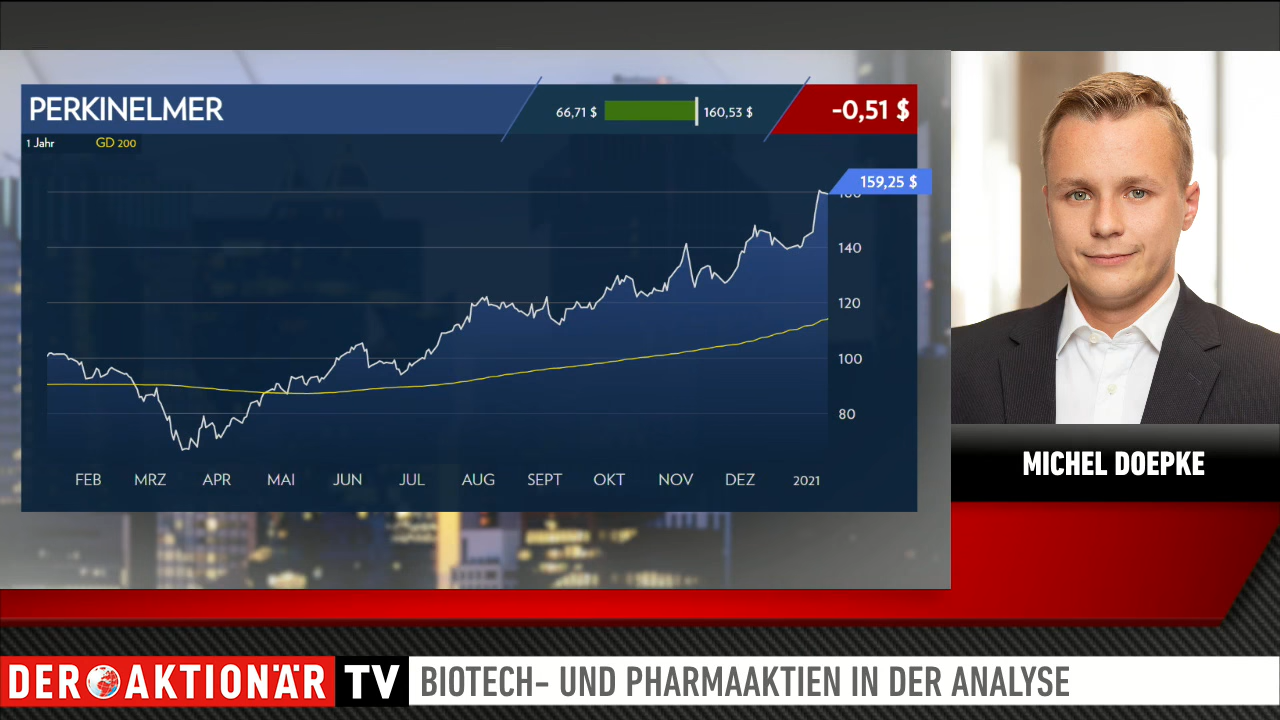 PERKINELMER
66,71 $
160,53 $
-0,51 $
1 Jahr
GD 200
159,25 $
160
140
120
100
80
FEB MRZ APR MAI JUN JUL AUG SEPT OKT NOV DEZ 2021
MICHEL DOEPKE
DER AKTIONÄR TV
BIOTECH- UND PHARMAAKTIEN IN DER ANALYSE